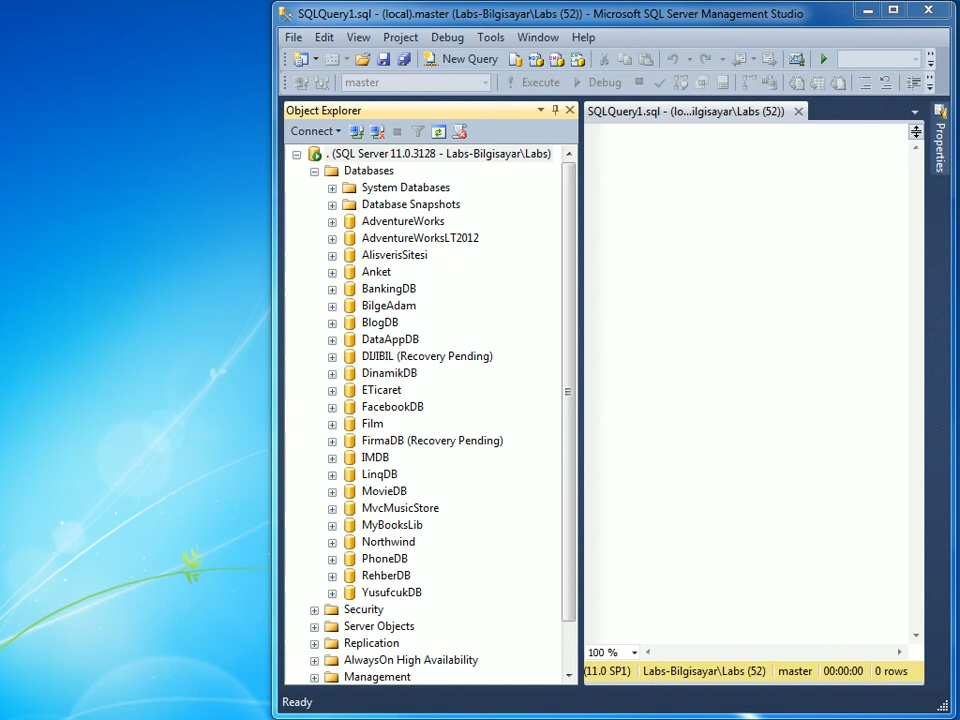 SQLQuery1.sql - (local).master (Labs-Bilgisayar\Labs (52)) - Microsoft SQL Server Management Studio
File Edit View Project Debug Tools Window Help
New Query
master Execute Debug
Object Explorer
SQLQuery1.sql - (lo...ilgisayar\Labs (52))
Properties
Connect
. (SQL Server 11.0.3128 - Labs-Bilgisayar\Labs)
Databases
System Databases
Database Snapshots
AdventureWorks
AdventureWorksLT2012
AlisverisSitesi
Anket
BankingDB
BilgeAdam
BlogDB
DataAppDB
DIJIBIL (Recovery Pending)
DinamikDB
ETicaret
FacebookDB
Film
FirmaDB (Recovery Pending)
IMDB
LinqDB
MovieDB
MvcMusicStore
MyBooksLib
Northwind
PhoneDB
RehberDB
YusufcukDB
Security
Server Objects
Replication
AlwaysOn High Availability
Management
100 %
(11.0 SP1) Labs-Bilgisayar\Labs (52) master 00:00:00 0 rows
Ready